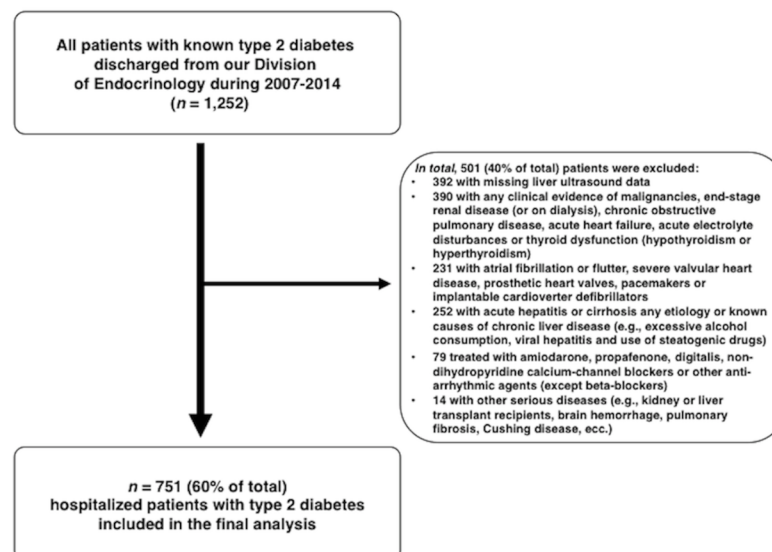 All patients with known type 2 diabetes
discharged from our Division
of Endocrinology during 2007-2014
(n = 1,252)
In total, 501 (40% of total) patients were excluded:
• 392 with missing liver ultrasound data
• 390 with any clinical evidence of malignancies, end-stage
renal disease (or on dialysis), chronic obstructive
pulmonary disease, acute heart failure, acute electrolyte
disturbances or thyroid dysfunction (hypothyroidism or
hyperthyroidism)
• 231 with atrial fibrillation or flutter, severe valvular heart
disease, prosthetic heart valves, pacemakers or
implantable cardioverter defibrillators
• 252 with acute hepatitis or cirrhosis any etiology or known
causes of chronic liver disease (e.g., excessive alcohol
consumption, viral hepatitis and use of steatogenic drugs)
• 79 treated with amiodarone, propafenone, digitalis, non-
dihydropyridine calcium-channel blockers or other anti-
arrhythmic agents (except beta-blockers)
• 14 with other serious diseases (e.g., kidney or liver
transplant recipients, brain hemorrhage, pulmonary
fibrosis, Cushing disease, ecc.)
n = 751 (60% of total)
hospitalized patients with type 2 diabetes
included in the final analysis